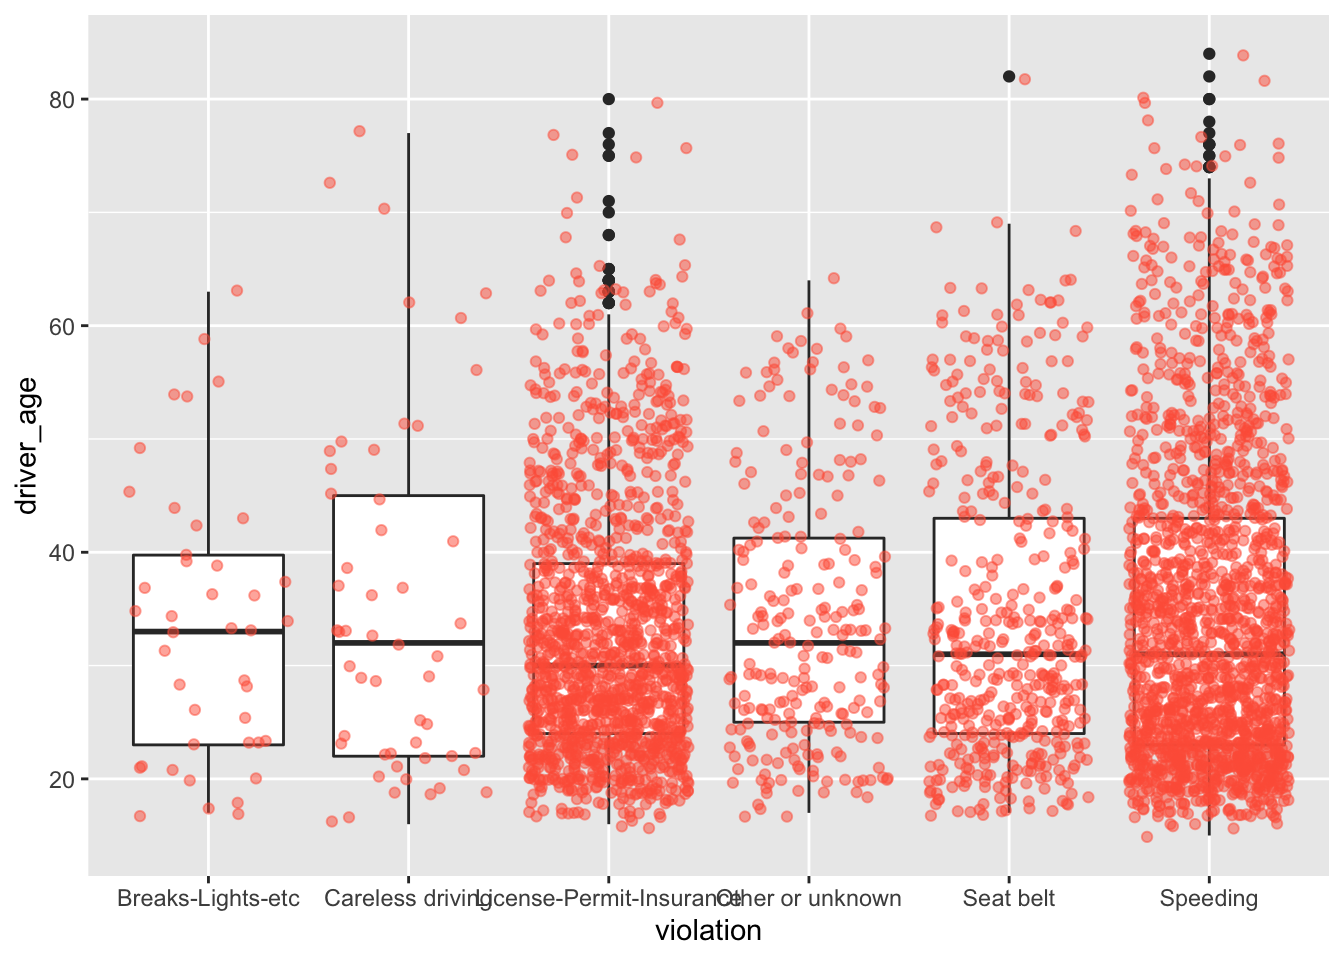 driver_age
80
60
40
20
Breaks-Lights-etc
Careless driving
License-Permit-Insurance
Other or unknown
Seat belt
Speeding
violation